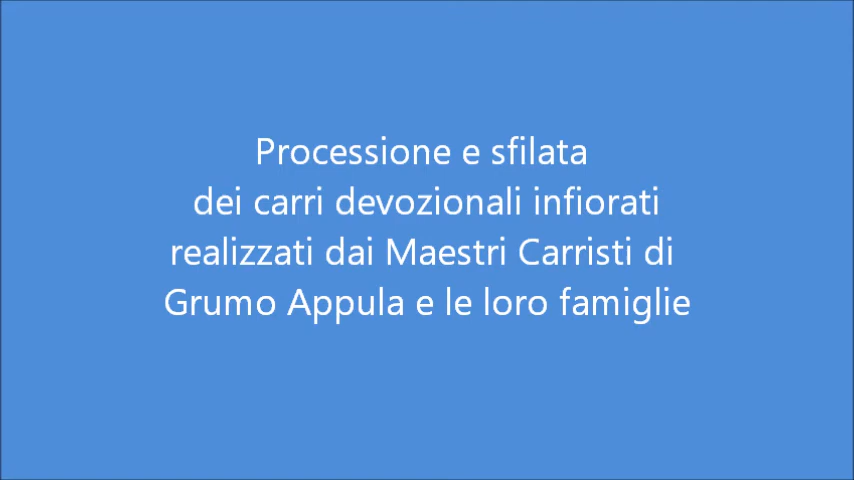 Processione e sfilata
dei carri devozionali infiorati
realizzati dai Maestri Carristi di
Grumo Appula e le loro famiglie